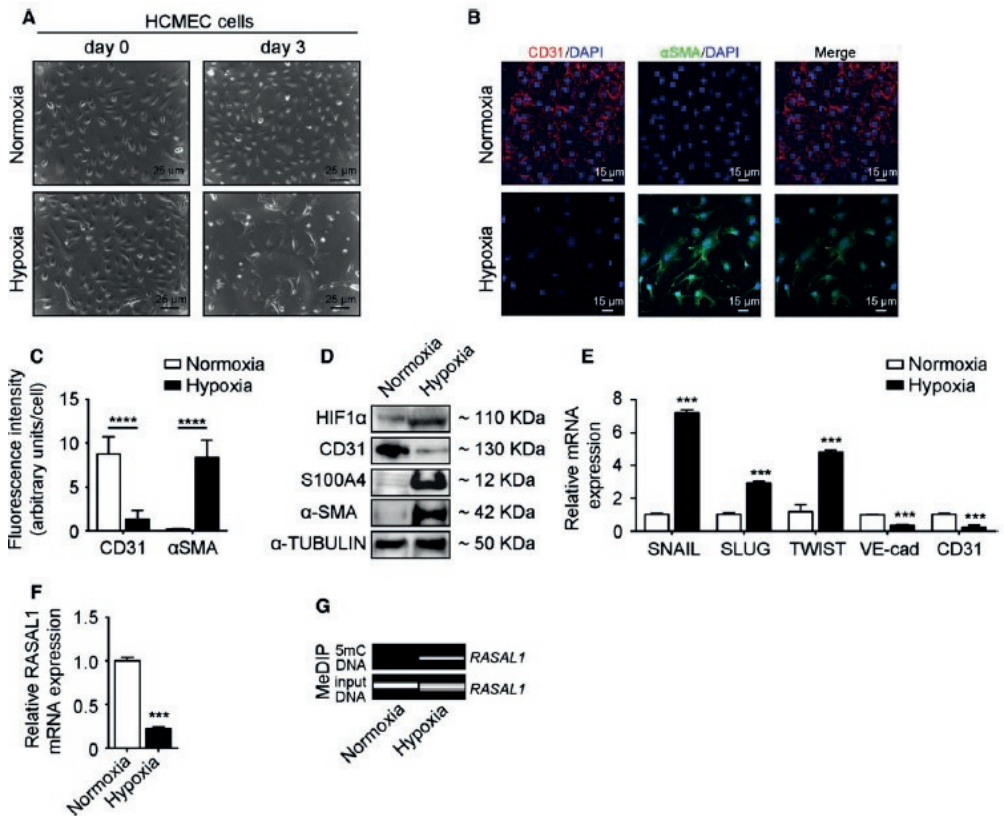 A
HCMEC cells
day 0
day 3
Normoxia
25 µm
25 µm
Hypoxia
25 µm
25 µm
B
CD31/DAPI
αSMA/DAPI
Merge
Normoxia
15 µm
15 µm
15 µm
Hypoxia
15 µm
15 µm
15 µm
C
Normoxia
Hypoxia
Fluorescence intensity
(arbitrary units/cell)
15
10
5
0
****
****
CD31
αSMA
D
Normoxia
Hypoxia
HIF1α
~ 110 KDa
CD31
~ 130 KDa
S100A4
~ 12 KDa
α-SMA
~ 42 KDa
α-TUBULIN
~ 50 KDa
E
Normoxia
Hypoxia
Relative mRNA
expression
8
6
4
2
0
***
***
***
***
***
SNAIL
SLUG
TWIST
VE-cad
CD31
F
Relative RASAL1
mRNA expression
1.5
1.0
0.5
0
***
Normoxia
Hypoxia
G
MeDIP
5mC
DNA
RASAL1
input
DNA
RASAL1
Normoxia
Hypoxia